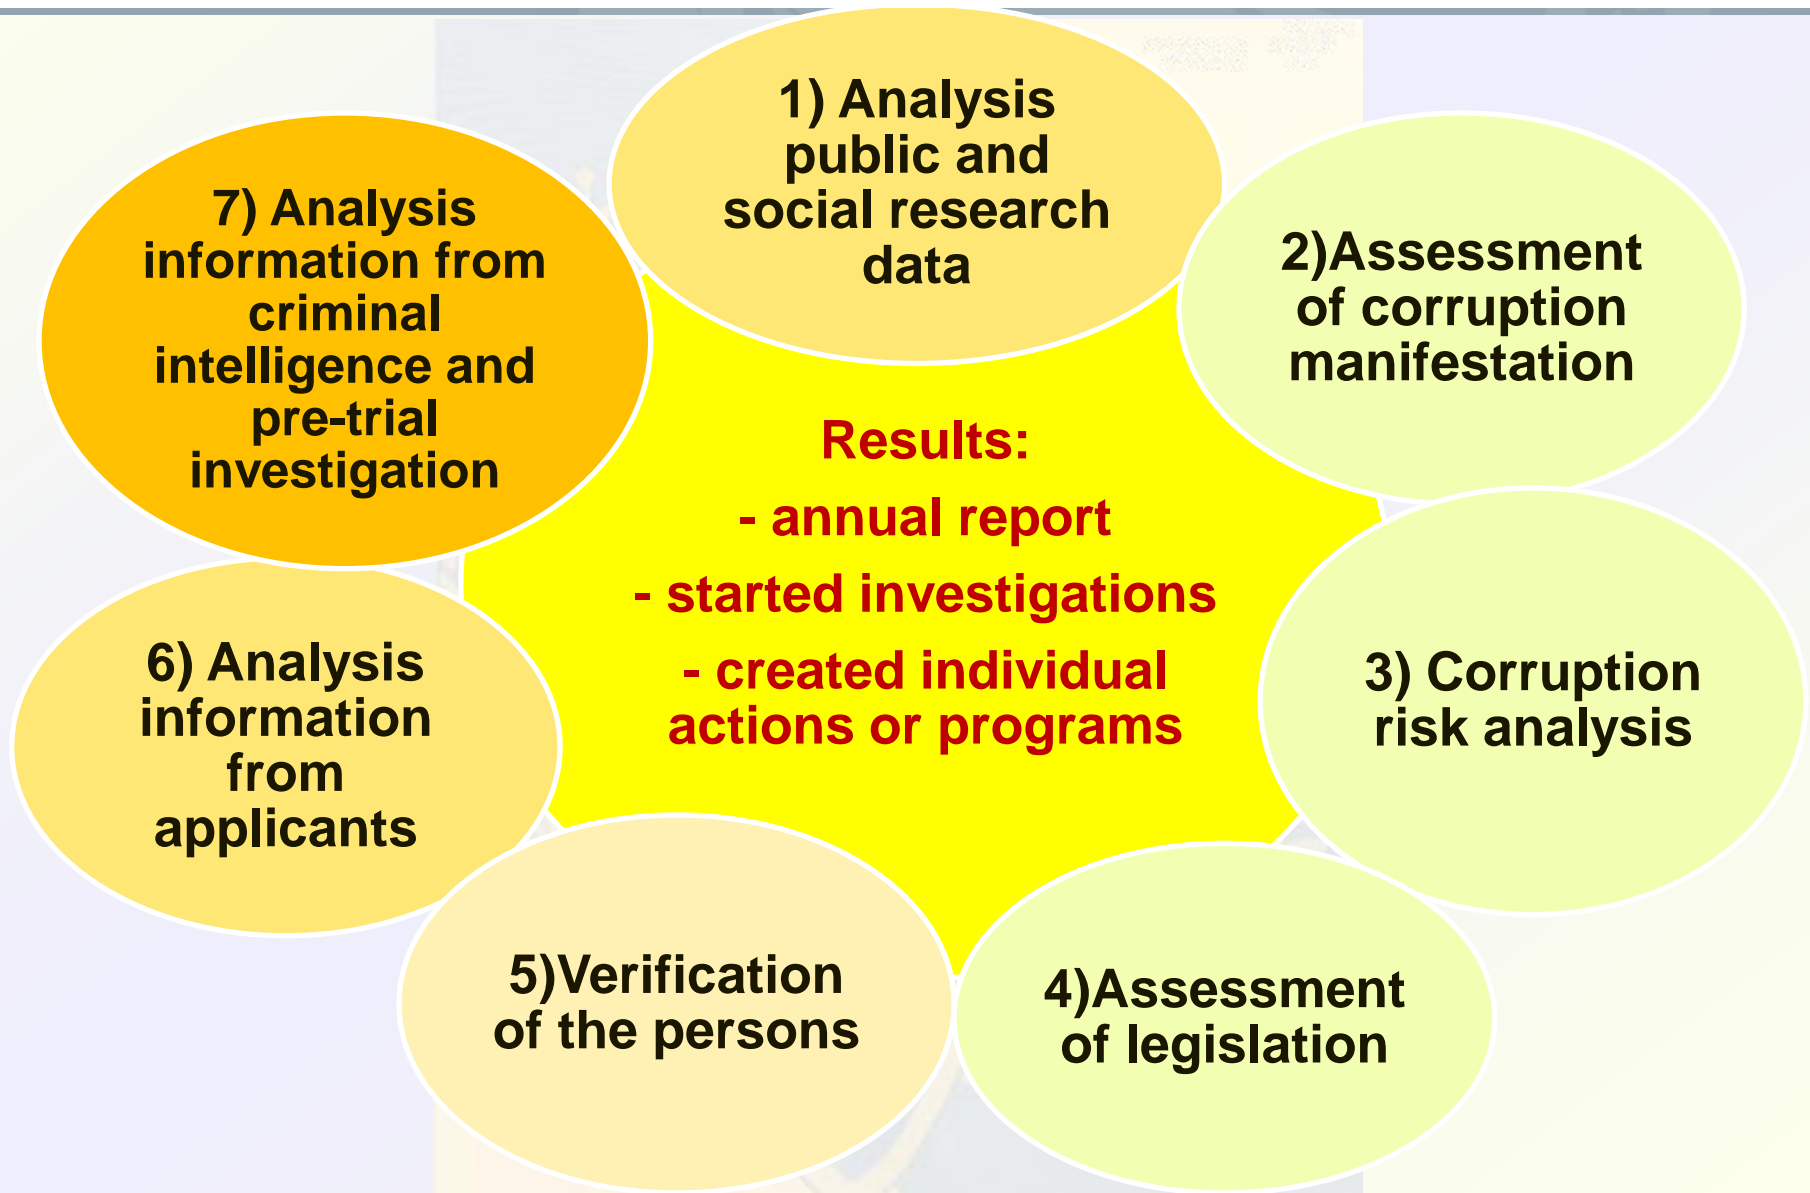 1) Analysis
public and
social research
data
2)Assessment
of corruption
manifestation
3) Corruption
risk analysis
4)Assessment
of legislation
5)Verification
of the persons
6) Analysis
information
from
applicants
7) Analysis
information from
criminal
intelligence and
pre-trial
investigation
Results:
- annual report
- started investigations
- created individual
actions or programs